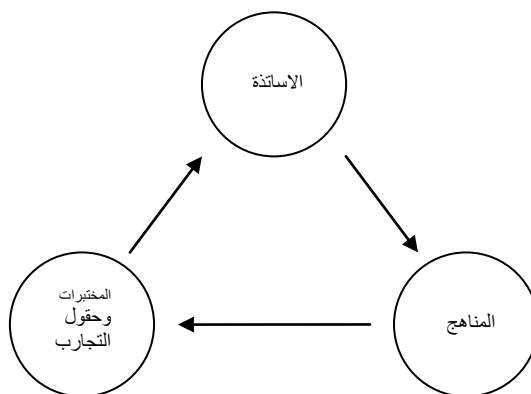 الاساتذة
المناهج
المختبرات
وحقول
التجارب